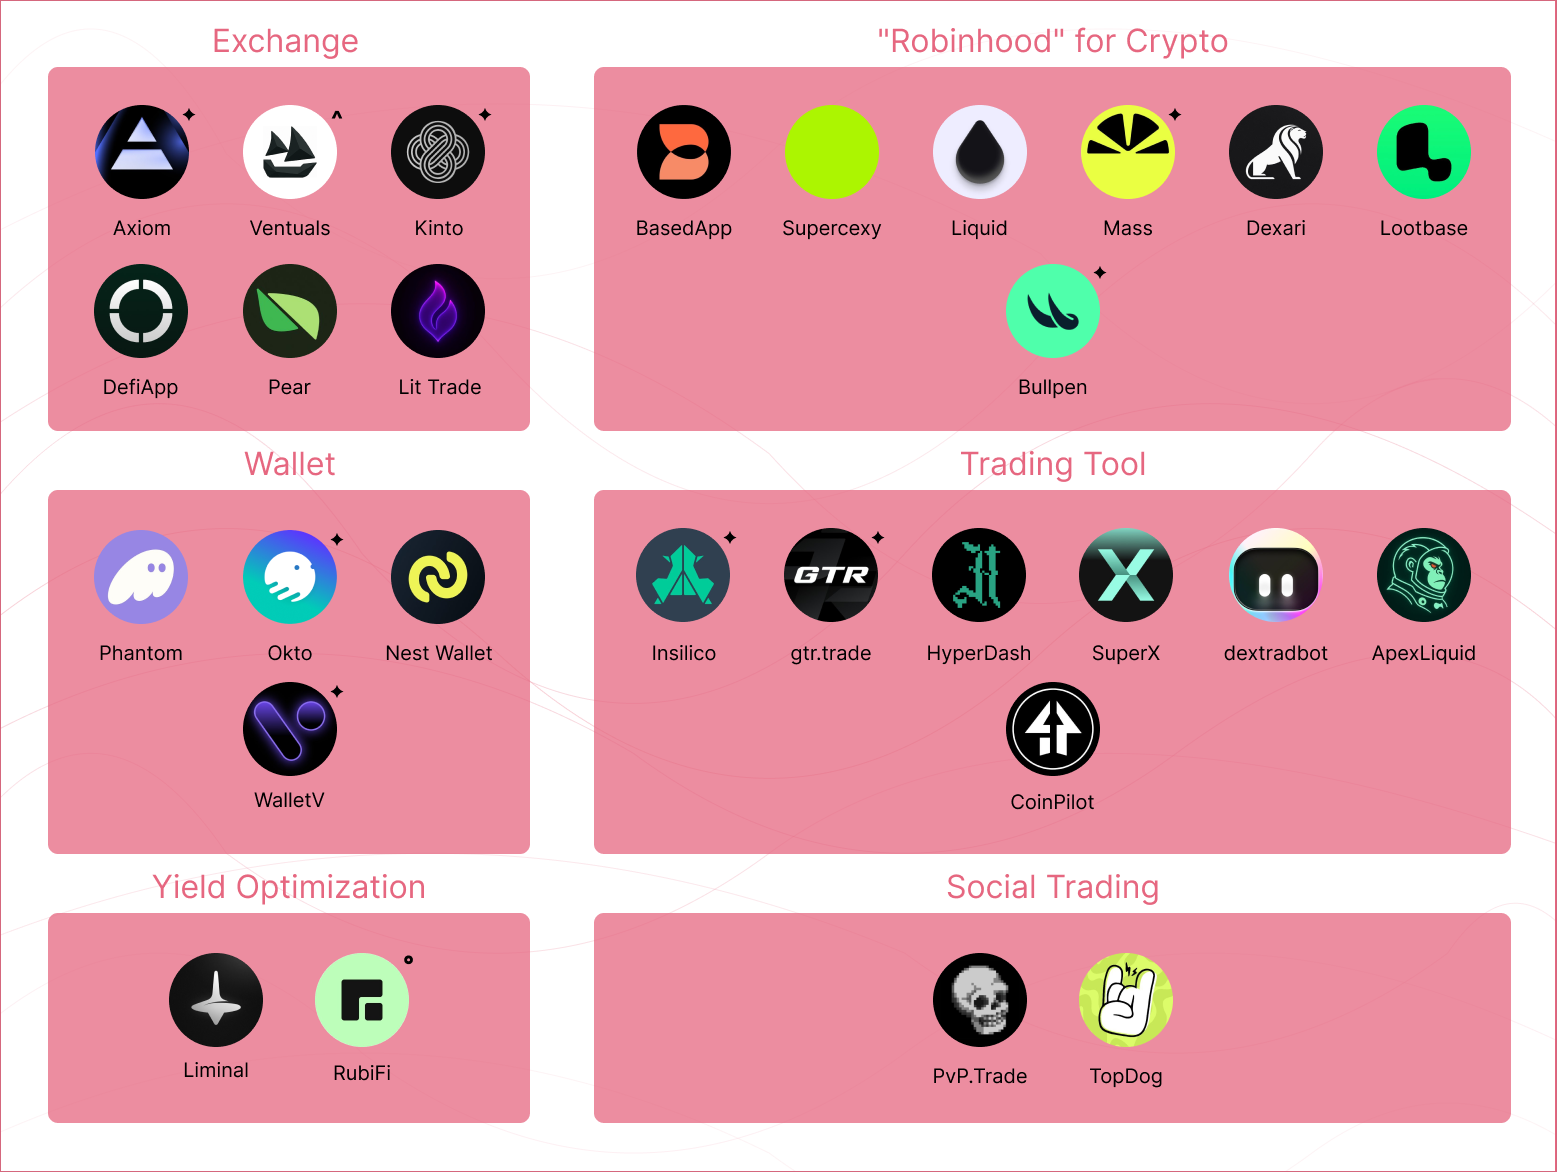 Exchange
"Robinhood" for Crypto
Axiom
Ventuals
Kinto
DefiApp
Pear
Lit Trade
BasedApp
Supercexy
Liquid
Mass
Dexari
Lootbase
Bullpen
Wallet
Trading Tool
Phantom
Okto
Nest Wallet
WalletV
GTR
Insilico
gtr.trade
HyperDash
SuperX
dextradbot
ApexLiquid
CoinPilot
Yield Optimization
Social Trading
Liminal
RubiFi
PvP.Trade
TopDog